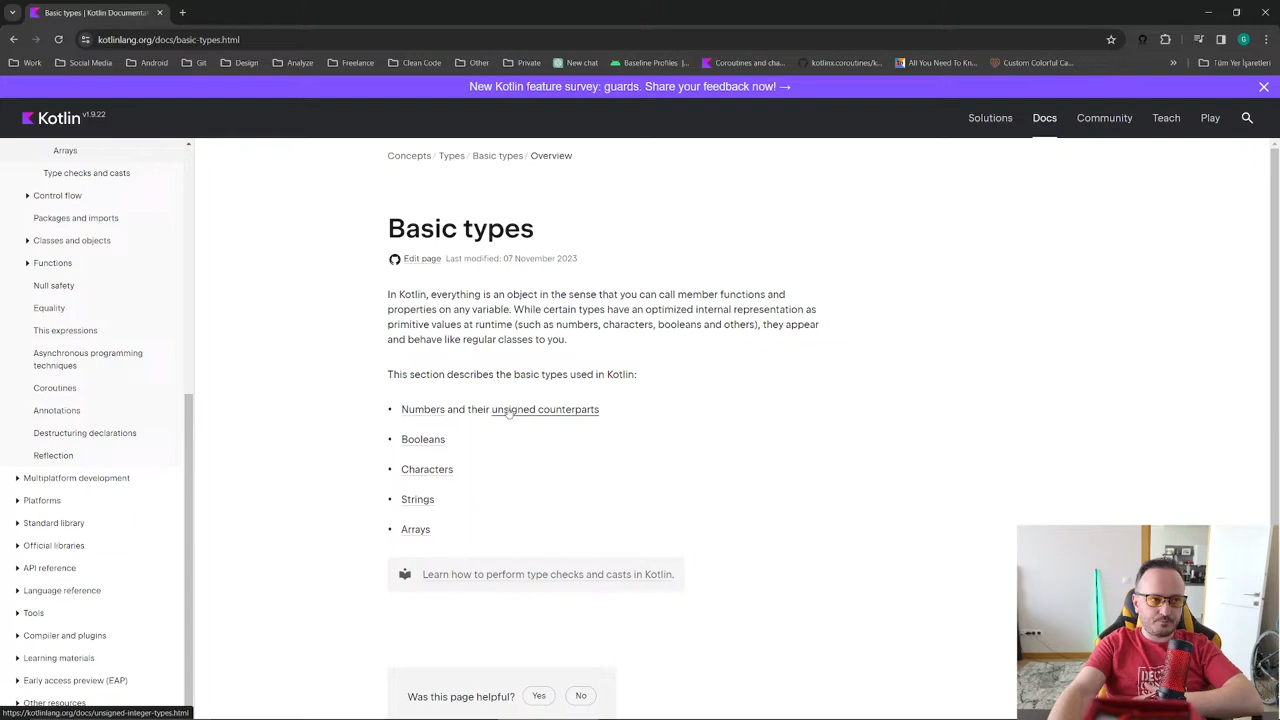 Basic types | Kotlin Documenta
kotlinlang.org/docs/basic-types.html
G
Work
Social Media
Android
Git
Design
Analyze
Freelance
Clean Code
Other
Private
New chat
Baseline Profiles |
Coroutines and cha...
kotlinx.coroutines/k...
All You Need To Kn...
Custom Colorful Ca...
Tüm Yer İşaretleri
New Kotlin feature survey: guards. Share your feedback now! →
Kotlin v1.9.22
Solutions
Docs
Community
Teach
Play
Arrays
Type checks and casts
Control flow
Packages and imports
Classes and objects
Functions
Null safety
Equality
This expressions
Asynchronous programming
techniques
Coroutines
Annotations
Destructuring declarations
Reflection
Multiplatform development
Platforms
Standard library
Official libraries
API reference
Language reference
Tools
Compiler and plugins
Learning materials
Early access preview (EAP)
Other resources
https://kotlinlang.org/docs/unsigned-integer-types.html
Concepts / Types / Basic types / Overview
Basic types
Edit page Last modified: 07 November 2023
In Kotlin, everything is an object in the sense that you can call member functions and
properties on any variable. While certain types have an optimized internal representation as
primitive values at runtime (such as numbers, characters, booleans and others), they appear
and behave like regular classes to you.
This section describes the basic types used in Kotlin:
• Numbers and their unsigned counterparts
• Booleans
• Characters
• Strings
• Arrays
Learn how to perform type checks and casts in Kotlin.
Was this page helpful? Yes No